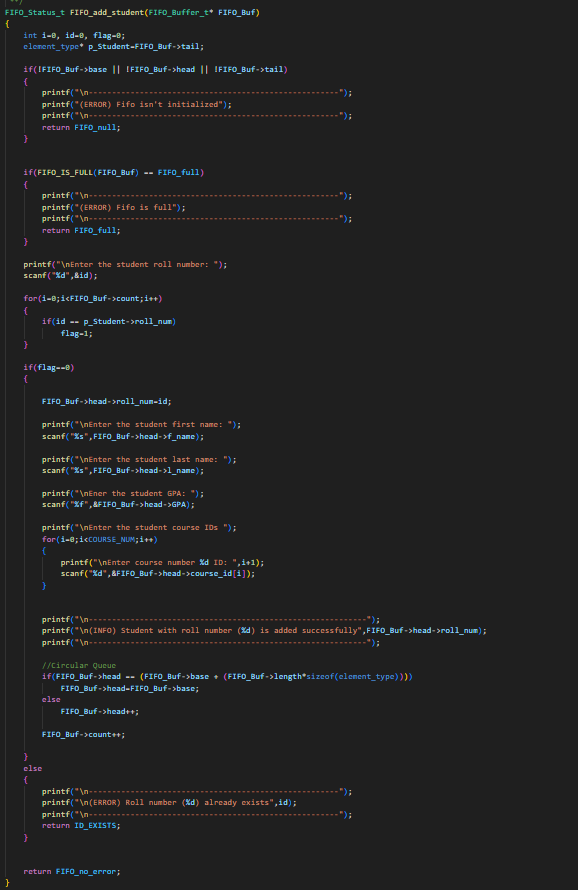 FIFO_Status_t FIFO_add_student(FIFO_Buffer_t* FIFO_Buf)
{
int i=0, id=0, flag=0;
element_type* p_Student=FIFO_Buf->tail;
if(!FIFO_Buf->base || !FIFO_Buf->head || !FIFO_Buf->tail)
{
printf("\n-------------------------------------------------------");
printf("(ERROR) Fifo isn't initialized");
printf("\n-------------------------------------------------------");
return FIFO_null;
}
if(FIFO_IS_FULL(FIFO_Buf) == FIFO_full)
{
printf("\n-------------------------------------------------------");
printf("(ERROR) Fifo is full");
printf("\n-------------------------------------------------------");
return FIFO_full;
}
printf("\nEnter the student roll number: ");
scanf("%d",&id);
for(i=0;i<FIFO_Buf->count;i++)
{
if(id == p_Student->roll_num)
flag=1;
}
if(flag==0)
{
FIFO_Buf->head->roll_num=id;
printf("\nEnter the student first name: ");
scanf("%s",FIFO_Buf->head->f_name);
printf("\nEnter the student last name: ");
scanf("%s",FIFO_Buf->head->l_name);
printf("\nEner the student GPA: ");
scanf("%f",&FIFO_Buf->head->GPA);
printf("\nEnter the student course IDs ");
for(i=0;i<COURSE_NUM;i++)
{
printf("\nEnter course number %d ID: ",i+1);
scanf("%d",&FIFO_Buf->head->course_id[i]);
}
printf("\n-------------------------------------------------------------");
printf("\n(INFO) Student with roll number (%d) is added successfully",FIFO_Buf->head->roll_num);
printf("\n-------------------------------------------------------------");
//Circular Queue
if(FIFO_Buf->head == (FIFO_Buf->base + (FIFO_Buf->length*sizeof(element_type))))
FIFO_Buf->head=FIFO_Buf->base;
else
FIFO_Buf->head++;
FIFO_Buf->count++;
}
else
{
printf("\n-------------------------------------------------------");
printf("\n(ERROR) Roll number (%d) already exists",id);
printf("\n-------------------------------------------------------");
return ID_EXISTS;
}
return FIFO_no_error;
}